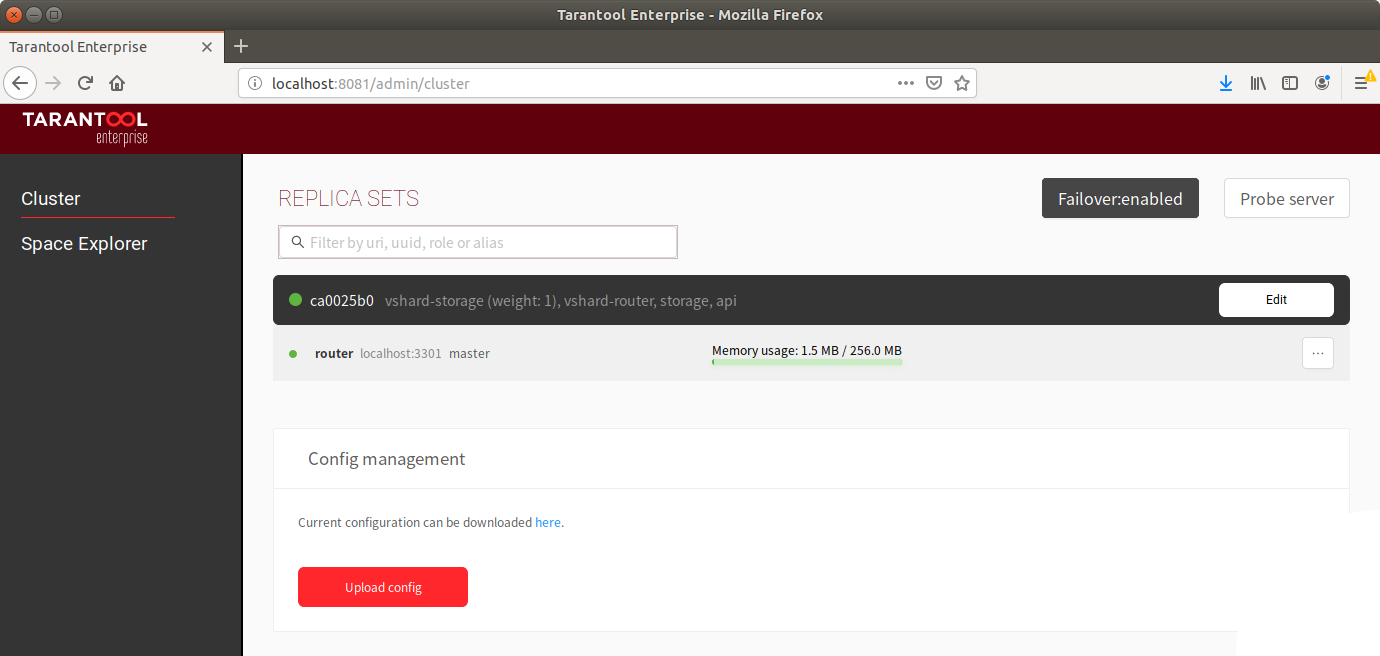 Tarantool Enterprise - Mozilla Firefox
Tarantool Enterprise
localhost:8081/admin/cluster
TARANTOOL
enterprise
Cluster
Space Explorer
REPLICA SETS
Failover:enabled
Probe server
Filter by uri, uuid, role or alias
ca0025b0 vshard-storage (weight: 1), vshard-router, storage, api
Edit
router localhost:3301 master
Memory usage: 1.5 MB / 256.0 MB
Config management
Current configuration can be downloaded here.
Upload config